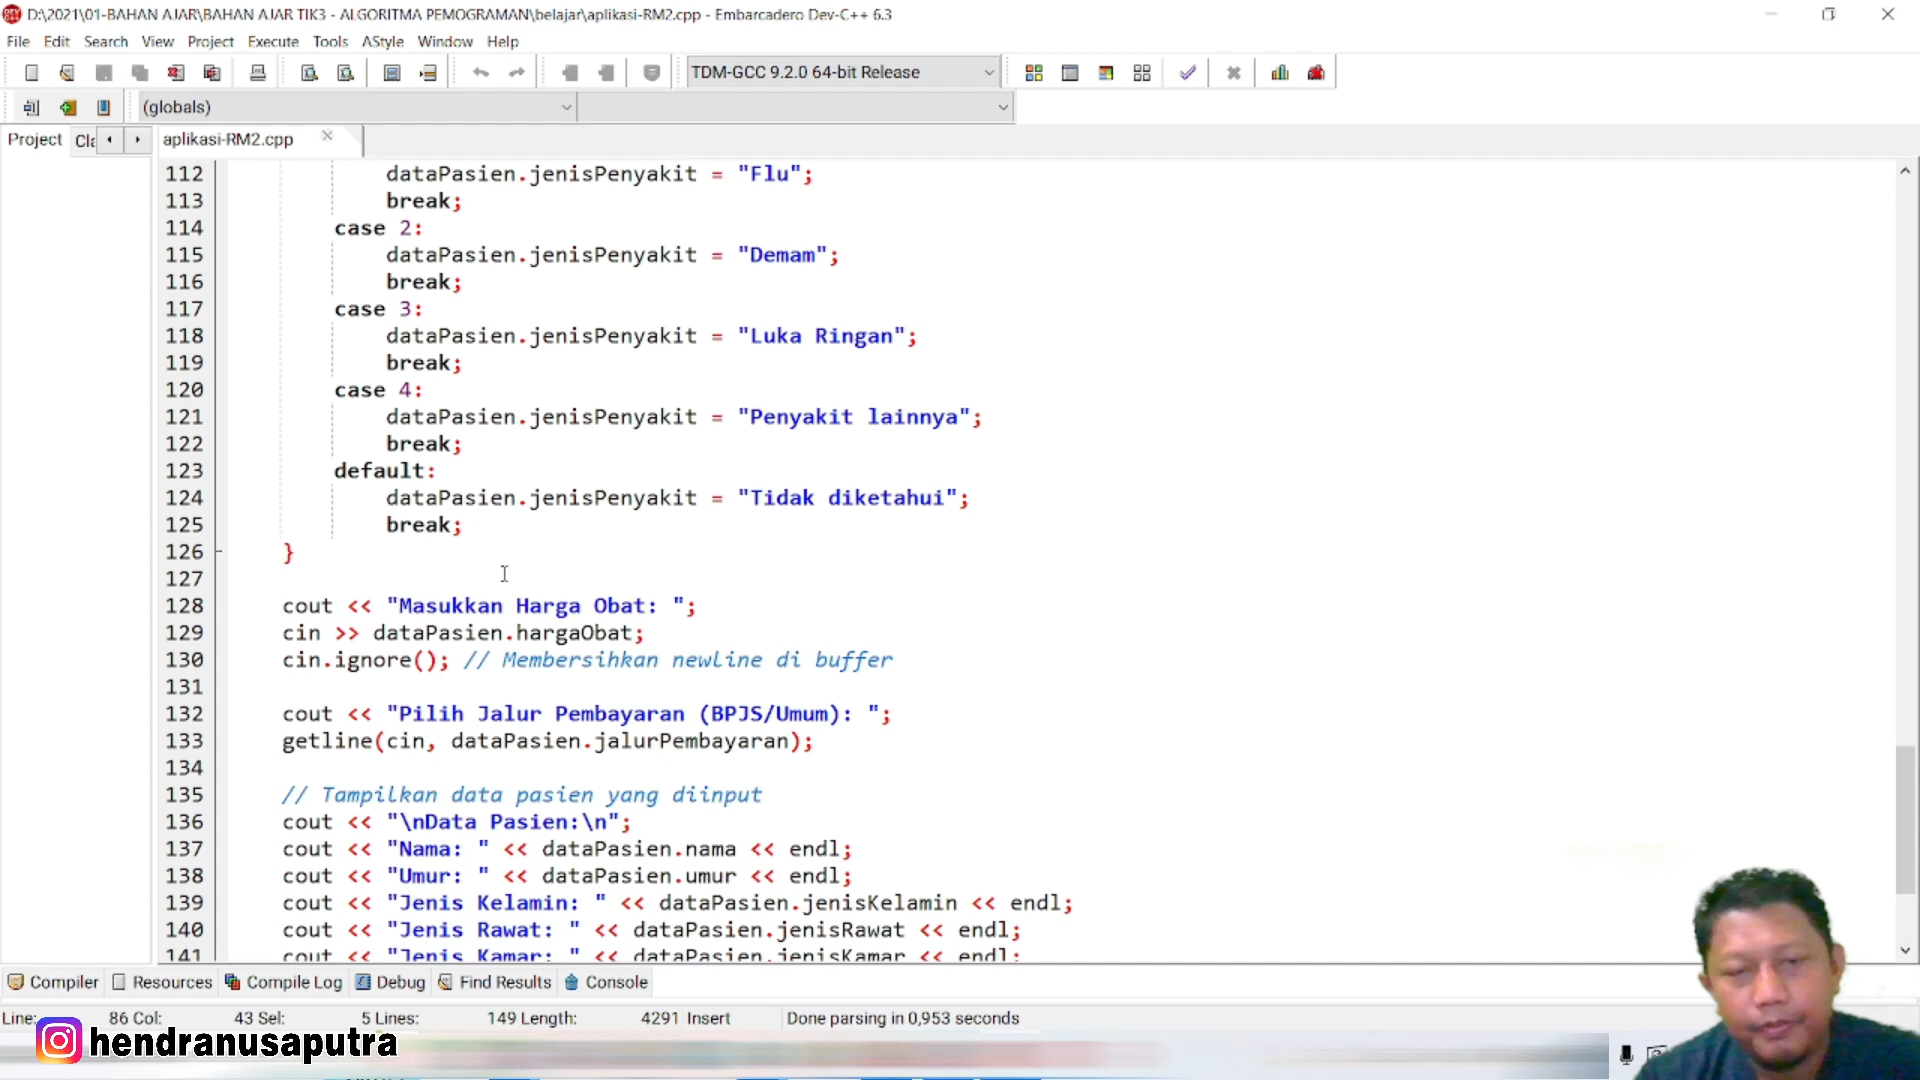 D:\2021\01-BAHAN AJAR\BAHAN AJAR TIK3 - ALGORITMA PEMOGRAMAN\belajar\aplikasi-RM2.cpp - Embarcadero Dev-C++ 6.3
File Edit Search View Project Execute Tools AStyle Window Help
TDM-GCC 9.2.0 64-bit Release
(globals)
Project Cla aplikasi-RM2.cpp
112 dataPasien.jenisPenyakit = "Flu";
113 break;
114 case 2:
115 dataPasien.jenisPenyakit = "Demam";
116 break;
117 case 3:
118 dataPasien.jenisPenyakit = "Luka Ringan";
119 break;
120 case 4:
121 dataPasien.jenisPenyakit = "Penyakit lainnya";
122 break;
123 default:
124 dataPasien.jenisPenyakit = "Tidak diketahui";
125 break;
126 }
127
128 cout << "Masukkan Harga Obat: ";
129 cin >> dataPasien.hargaObat;
130 cin.ignore(); // Membersihkan newline di buffer
131
132 cout << "Pilih Jalur Pembayaran (BPJS/Umum): ";
133 getline(cin, dataPasien.jalurPembayaran);
134
135 // Tampilkan data pasien yang diinput
136 cout << "\nData Pasien:\n";
137 cout << "Nama: " << dataPasien.nama << endl;
138 cout << "Umur: " << dataPasien.umur << endl;
139 cout << "Jenis Kelamin: " << dataPasien.jenisKelamin << endl;
140 cout << "Jenis Rawat: " << dataPasien.jenisRawat << endl;
141 cout << "Jenis Kamar: " << dataPasien.jenisKamar << endl;
Compiler Resources Compile Log Debug Find Results Console
Line: 86 Col: 43 Sel: 5 Lines: 149 Length: 4291 Insert Done parsing in 0,953 seconds
hendranusaputra